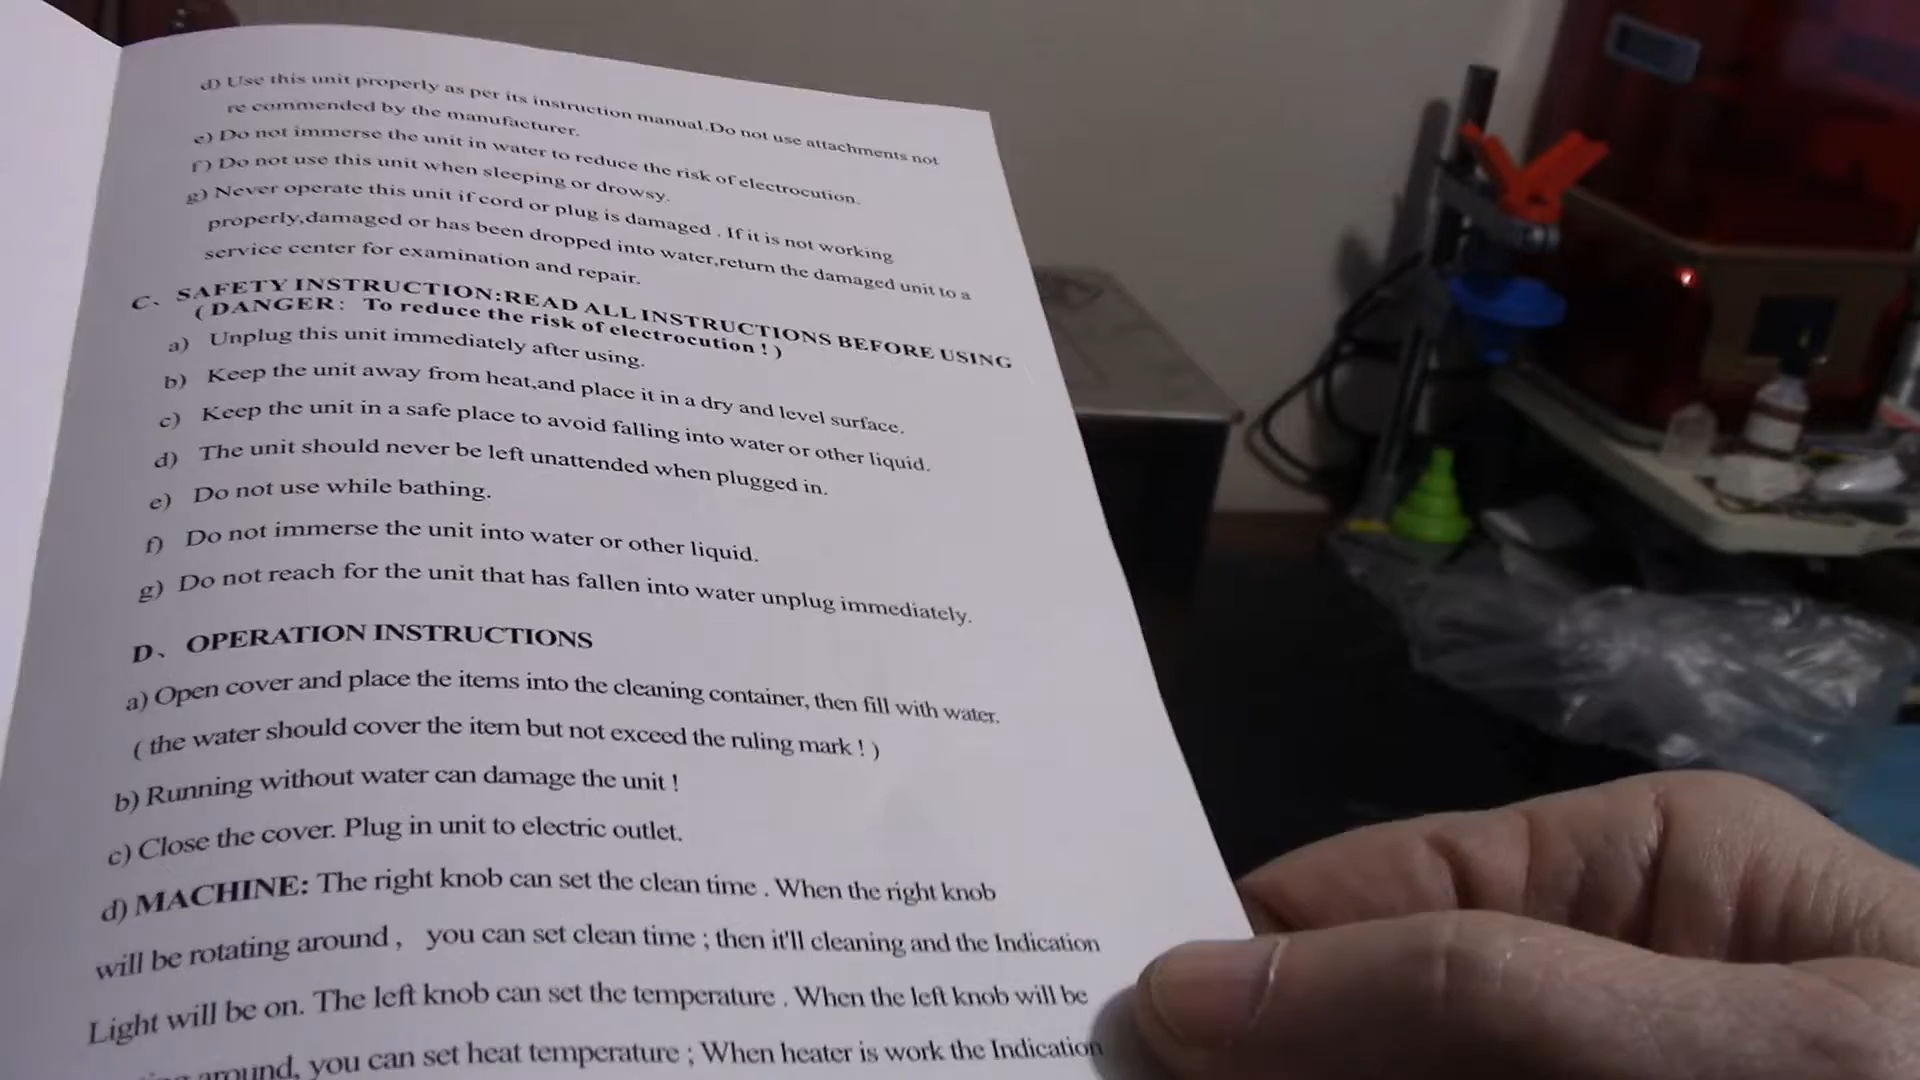 d) Use this unit properly as per its instruction manual.Do not use attachments not
re commended by the manufacturer.
e) Do not immerse the unit in water to reduce the risk of electrocution.
f) Do not use this unit when sleeping or drowsy.
g) Never operate this unit if cord or plug is damaged . If it is not working
properly,damaged or has been dropped into water,return the damaged unit to a
service center for examination and repair.
C、 SAFETY INSTRUCTION:READ ALL INSTRUCTIONS BEFORE USING
( DANGER: To reduce the risk of electrocution ! )
a) Unplug this unit immediately after using.
b) Keep the unit away from heat,and place it in a dry and level surface.
c) Keep the unit in a safe place to avoid falling into water or other liquid.
d) The unit should never be left unattended when plugged in.
e) Do not use while bathing.
f) Do not immerse the unit into water or other liquid.
g) Do not reach for the unit that has fallen into water unplug immediately.
D、 OPERATION INSTRUCTIONS
a) Open cover and place the items into the cleaning container, then fill with water.
( the water should cover the item but not exceed the ruling mark ! )
b) Running without water can damage the unit !
c) Close the cover. Plug in unit to electric outlet.
d) MACHINE: The right knob can set the clean time . When the right knob
will be rotating around , you can set clean time ; then it'll cleaning and the Indication
Light will be on. The left knob can set the temperature . When the left knob will be
around, you can set heat temperature ; When heater is work the Indication